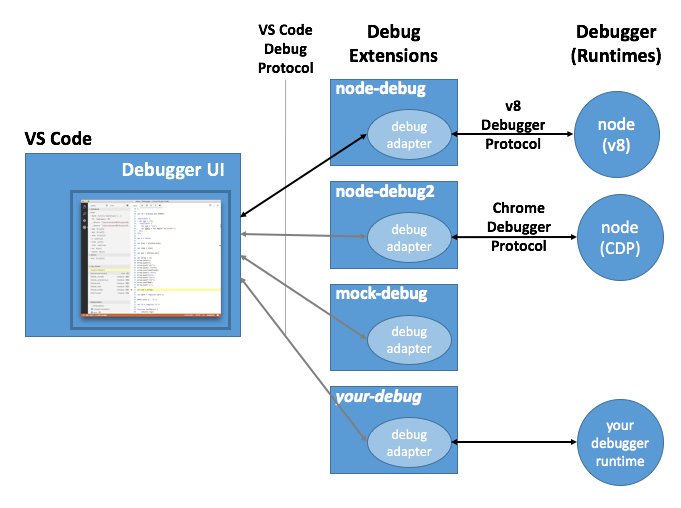 VS Code
Debug
Protocol
Debug
Extensions
Debugger
(Runtimes)
VS Code
Debugger UI
node-debug
debug
adapter
v8
Debugger
Protocol
node
(v8)
node-debug2
debug
adapter
Chrome
Debugger
Protocol
node
(CDP)
mock-debug
debug
adapter
your-debug
debug
adapter
your
debugger
runtime